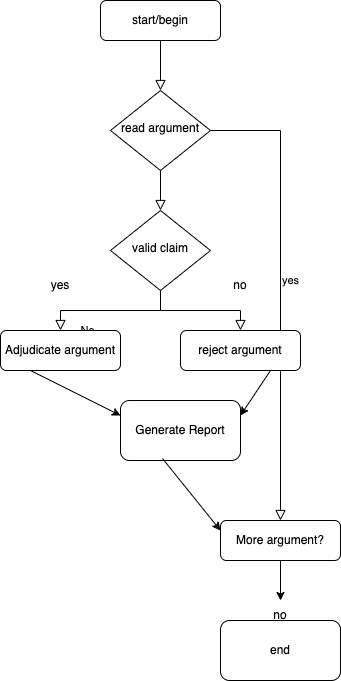 start/begin
read argument
valid claim
yes
no
yes
No
Adjudicate argument
reject argument
Generate Report
More argument?
no
end